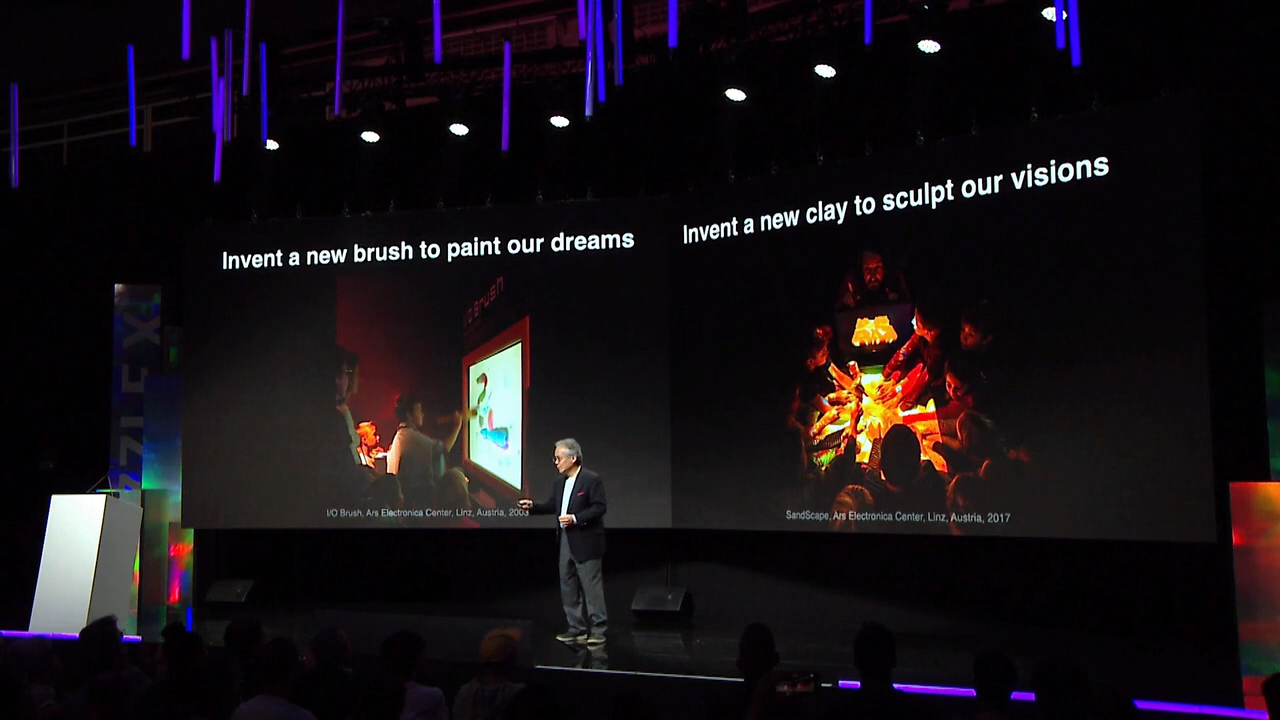 Invent a new brush to paint our dreams
Invent a new clay to sculpt our visions
I/O Brush, Ars Electronica Center, Linz, Austria, 2003
SandScape, Ars Electronica Center, Linz, Austria, 2017